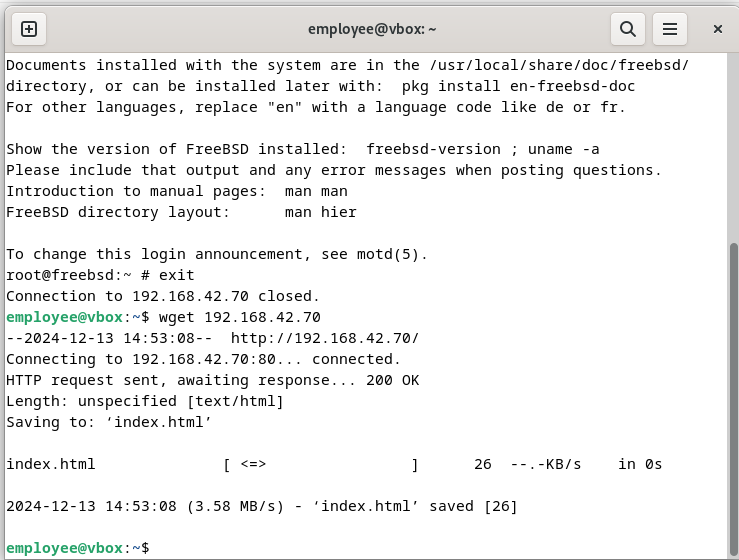 employee@vbox: ~
Documents installed with the system are in the /usr/local/share/doc/freebsd/
directory, or can be installed later with:  pkg install en-freebsd-doc
For other languages, replace "en" with a language code like de or fr.
Show the version of FreeBSD installed:  freebsd-version ; uname -a
Please include that output and any error messages when posting questions.
Introduction to manual pages:  man man
FreeBSD directory layout:      man hier
To change this login announcement, see motd(5).
root@freebsd:~ # exit
Connection to 192.168.42.70 closed.
employee@vbox:~$ wget 192.168.42.70
--2024-12-13 14:53:08--  http://192.168.42.70/
Connecting to 192.168.42.70:80... connected.
HTTP request sent, awaiting response... 200 OK
Length: unspecified [text/html]
Saving to: ‘index.html’
index.html              [ <=>                ]      26  --.-KB/s    in 0s
2024-12-13 14:53:08 (3.58 MB/s) - ‘index.html’ saved [26]
employee@vbox:~$